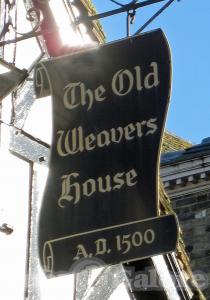 The Old
Weavers
House
A.D. 1500